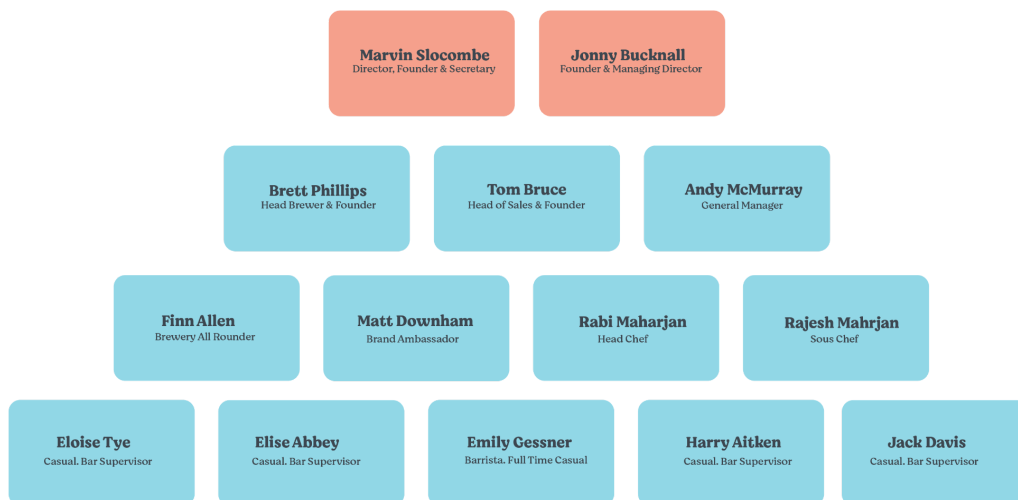 Marvin Slocombe
Director, Founder & Secretary
Jonny Bucknall
Founder & Managing Director
Brett Phillips
Head Brewer & Founder
Tom Bruce
Head of Sales & Founder
Andy McMurray
General Manager
Finn Allen
Brewery All Rounder
Matt Downham
Brand Ambassador
Rabi Maharjan
Head Chef
Rajesh Mahrjan
Sous Chef
Eloise Tye
Casual. Bar Supervisor
Elise Abbey
Casual. Bar Supervisor
Emily Gessner
Barrista. Full Time Casual
Harry Aitken
Casual. Bar Supervisor
Jack Davis
Casual. Bar Supervisor